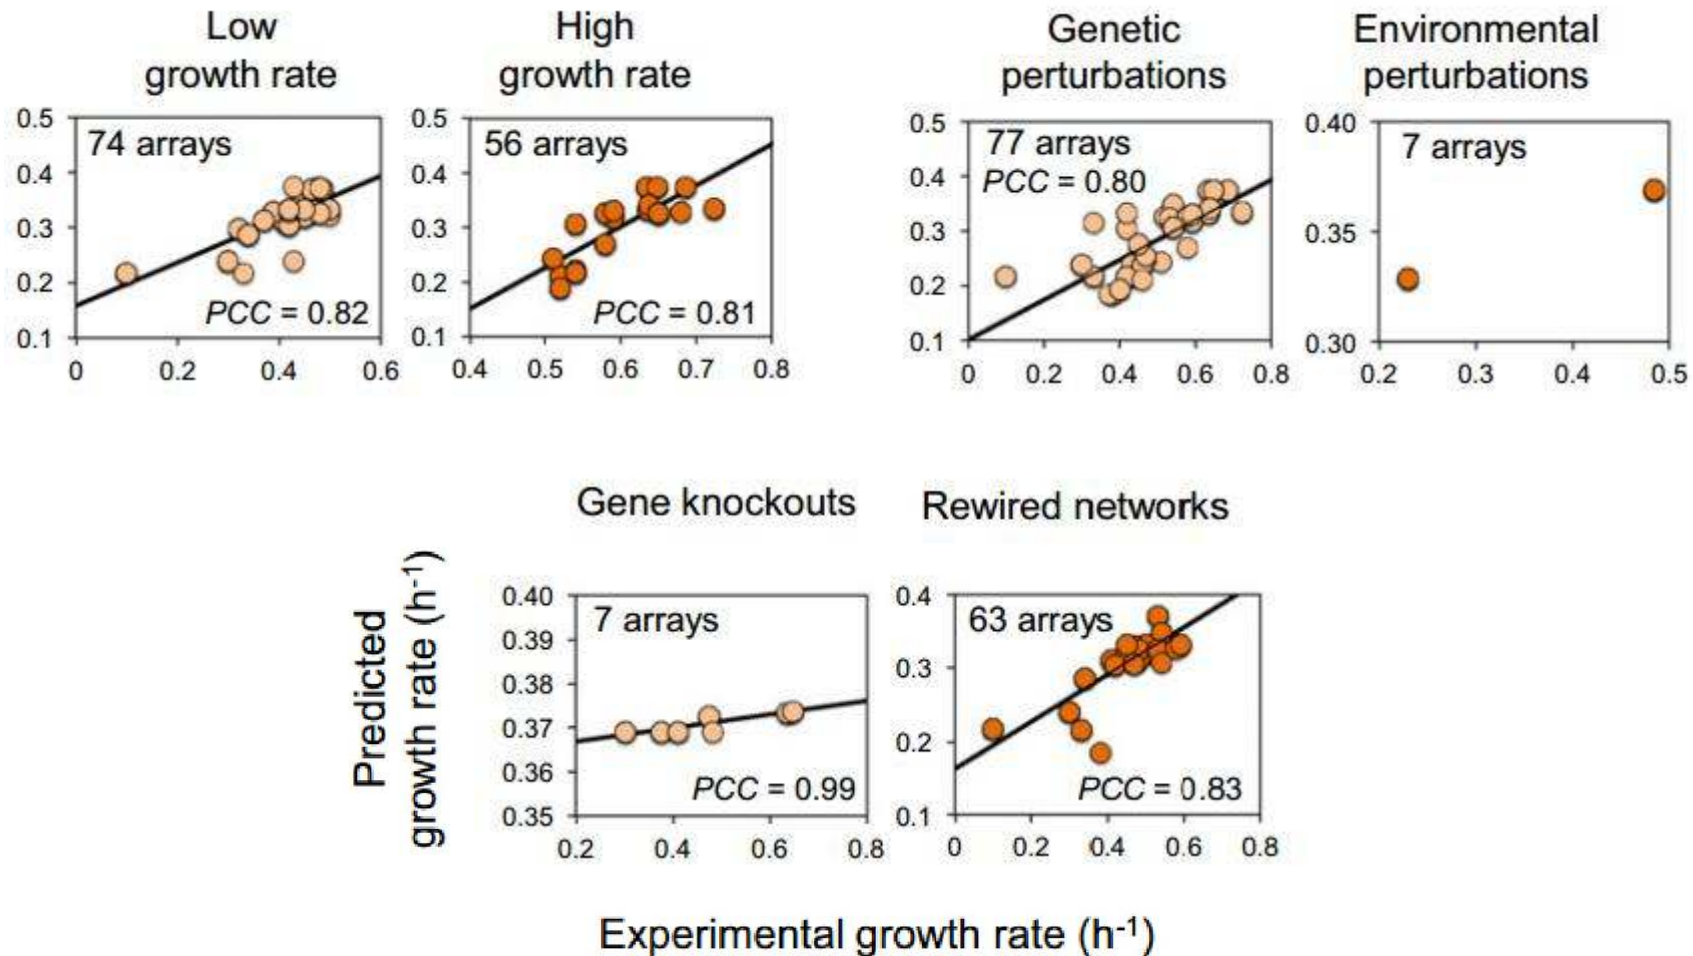 Low
growth rate
High
growth rate
Genetic
perturbations
Environmental
perturbations
0.5
0.4
0.3
0.2
0.1
74 arrays
PCC = 0.82
0
0.2
0.4
0.6
0.5
0.4
0.3
0.2
0.1
56 arrays
PCC = 0.81
0.4
0.5
0.6
0.7
0.8
0.5
0.4
0.3
0.2
0.1
77 arrays
PCC = 0.80
0
0.2
0.4
0.6
0.8
0.40
0.35
0.30
7 arrays
0.2
0.3
0.4
0.5
Gene knockouts
Rewired networks
Predicted
growth rate (h⁻¹)
0.40
0.39
0.38
0.37
0.36
0.35
7 arrays
PCC = 0.99
0.2
0.4
0.6
0.8
0.4
0.3
0.2
0.1
63 arrays
PCC = 0.83
0
0.2
0.4
0.6
0.8
Experimental growth rate (h⁻¹)